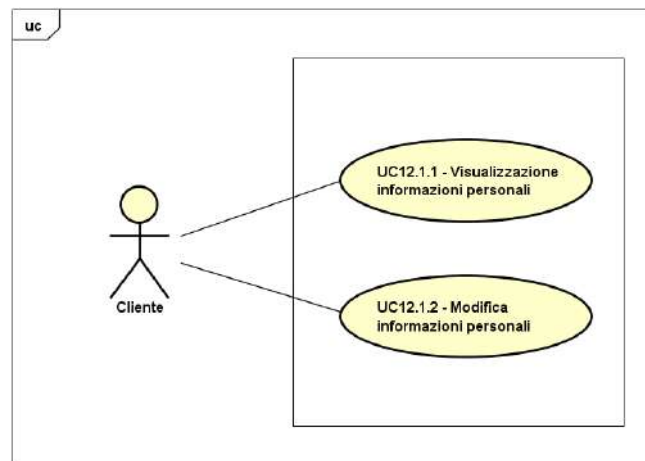 uc
UC12.1.1 - Visualizzazione
informazioni personali
Cliente
UC12.1.2 - Modifica
informazioni personali